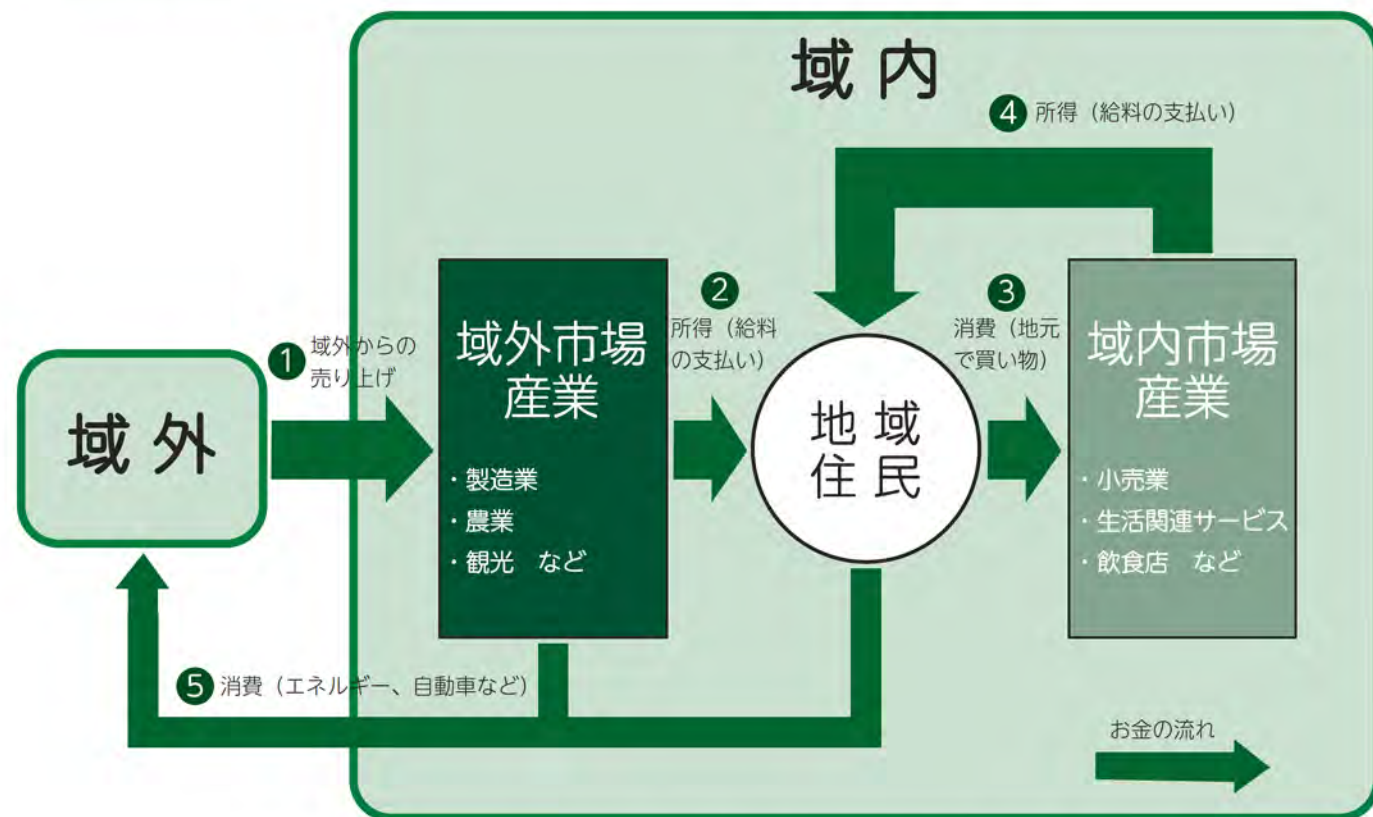 域内
❹ 所得（給料の支払い）
❶ 域外からの
売り上げ
域外
域外市場
産業
・製造業
・農業
・観光　など
❷
所得（給料
の支払い）
地域
住民
❸
消費（地元
で買い物）
域内市場
産業
・小売業
・生活関連サービス
・飲食店　など
❺ 消費（エネルギー、自動車など）
お金の流れ